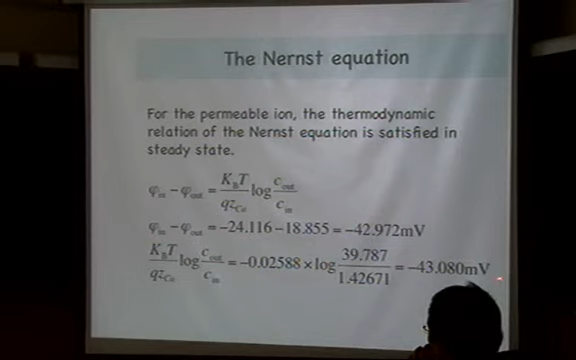 The Nernst equation
For the permeable ion, the thermodynamic
relation of the Nernst equation is satisfied in
steady state.
φ_in − φ_out = K_B T / q z_Ca log c_out / c_in
φ_in − φ_out = −24.116 − 18.855 = −42.972mV
K_B T / q z_Ca log c_out / c_in = −0.02588 × log 39.787 / 1.42671 = −43.080mV